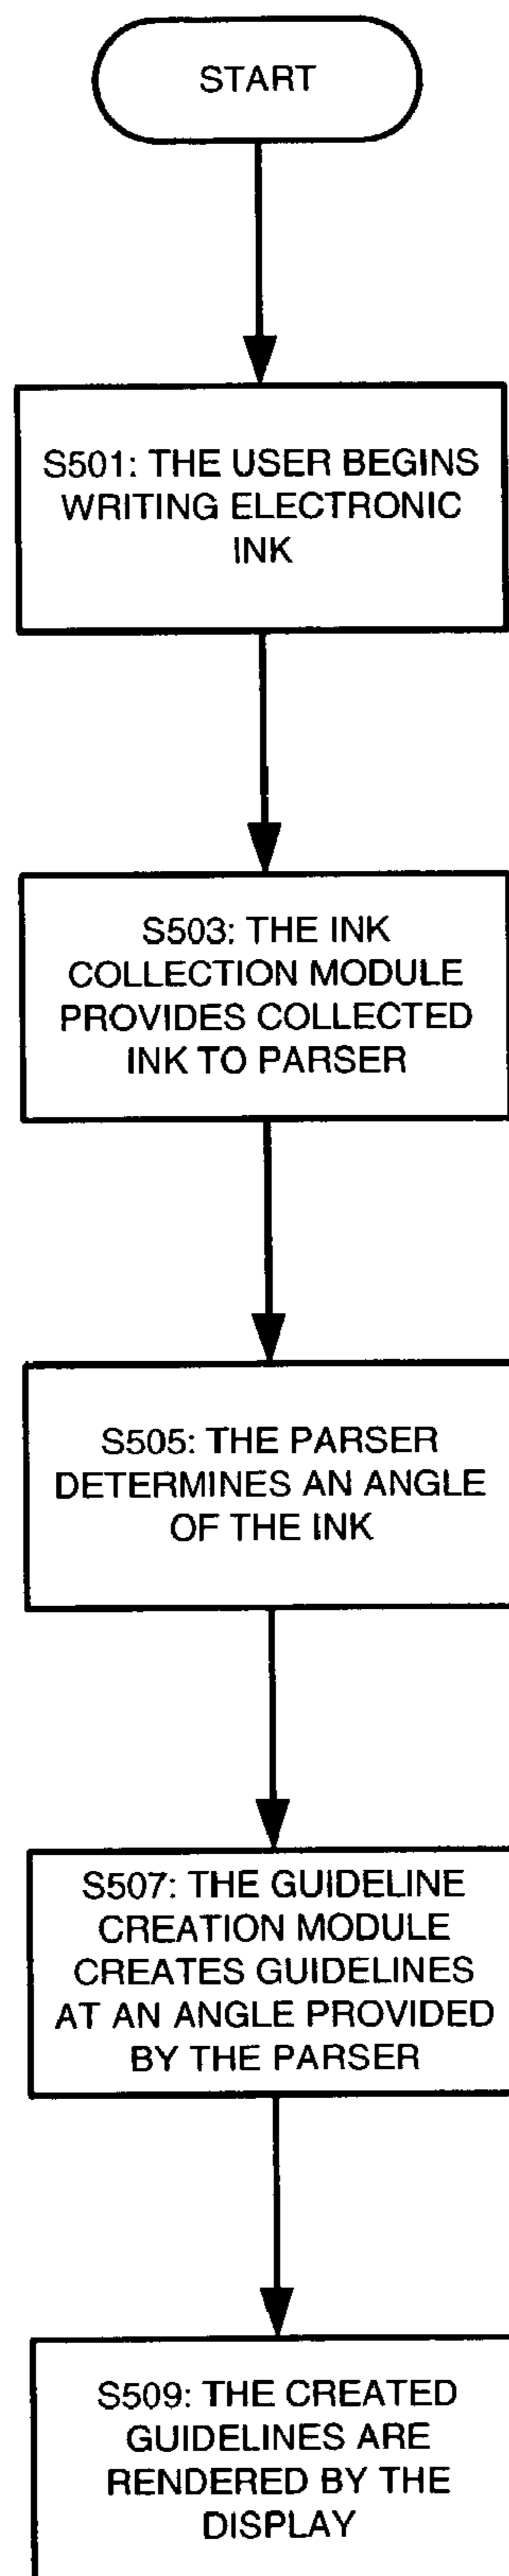 START
S501: THE USER BEGINS
WRITING ELECTRONIC
INK
S503: THE INK
COLLECTION MODULE
PROVIDES COLLECTED
INK TO PARSER
S505: THE PARSER
DETERMINES AN ANGLE
OF THE INK
S507: THE GUIDELINE
CREATION MODULE
CREATES GUIDELINES
AT AN ANGLE PROVIDED
BY THE PARSER
S509: THE CREATED
GUIDELINES ARE
RENDERED BY THE
DISPLAY